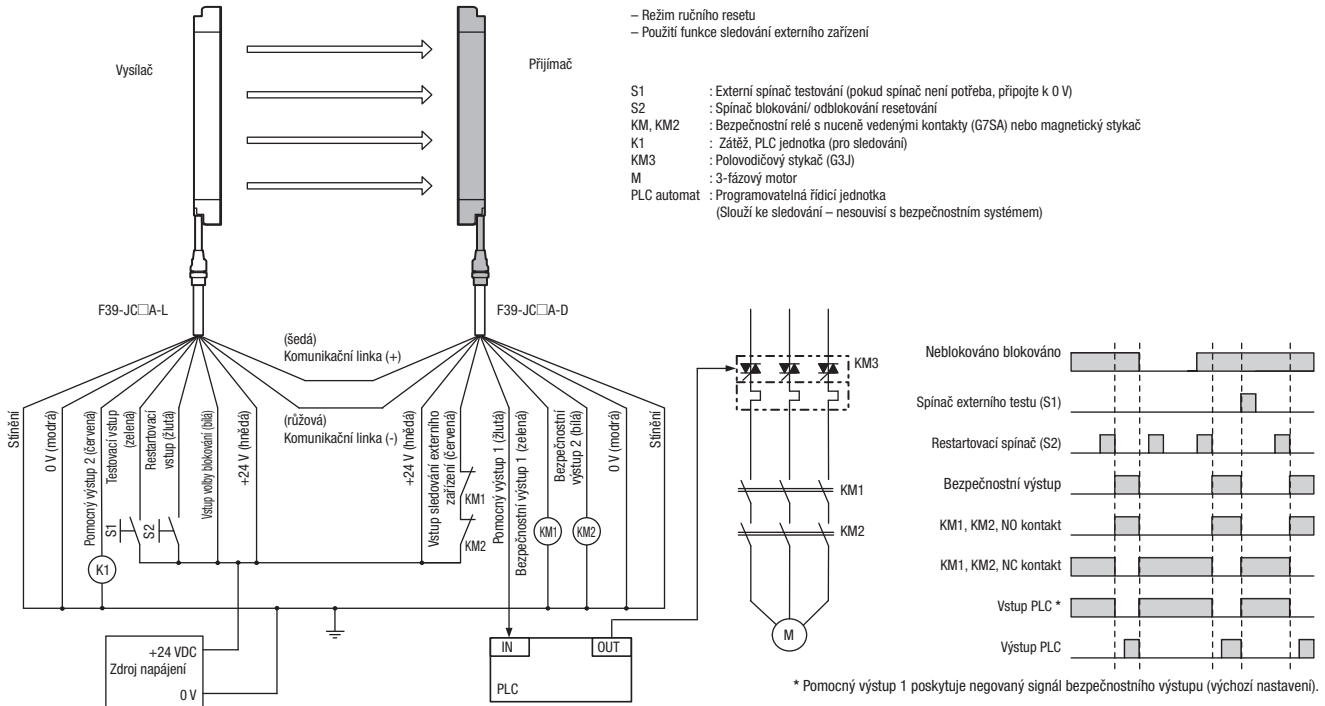 – Režim ručního resetu
– Použití funkce sledování externího zařízení
Vysílač
Přijímač
S1 : Externí spínač testování (pokud spínač není potřeba, připojte k 0 V)
S2 : Spínač blokování/ odblokování resetování
KM, KM2 : Bezpečnostní relé s nuceně vedenými kontakty (G7SA) nebo magnetický stykač
K1 : Zátěž, PLC jednotka (pro sledování)
KM3 : Polovodičový stykač (G3J)
M : 3-fázový motor
PLC automat : Programovatelná řídicí jednotka
(Slouží ke sledování – nesouvisí s bezpečnostním systémem)
F39-JC□A-L
F39-JC□A-D
(šedá)
Komunikační linka (+)
(růžová)
Komunikační linka (-)
Stínění
0 V (modrá)
Pomocný výstup 2 (červená)
Testovací vstup
(zelená)
Restartovací
vstup (žlutá)
Vstup volby blokování (bílá)
+24 V (hnědá)
+24 V (hnědá)
Vstup sledování externího
zařízení (červená)
Pomocný výstup 1 (žlutá)
Bezpečnostní výstup 1 (zelená)
Bezpečnostní
výstup 2 (bílá)
0 V (modrá)
Stínění
S1
S2
K1
KM1
KM2
KM1
KM2
+24 VDC
Zdroj napájení
0 V
IN
OUT
PLC
KM3
KM1
KM2
M
Neblokováno blokováno
Spínač externího testu (S1)
Restartovací spínač (S2)
Bezpečnostní výstup
KM1, KM2, NO kontakt
KM1, KM2, NC kontakt
Vstup PLC *
Výstup PLC
* Pomocný výstup 1 poskytuje negovaný signál bezpečnostního výstupu (výchozí nastavení).